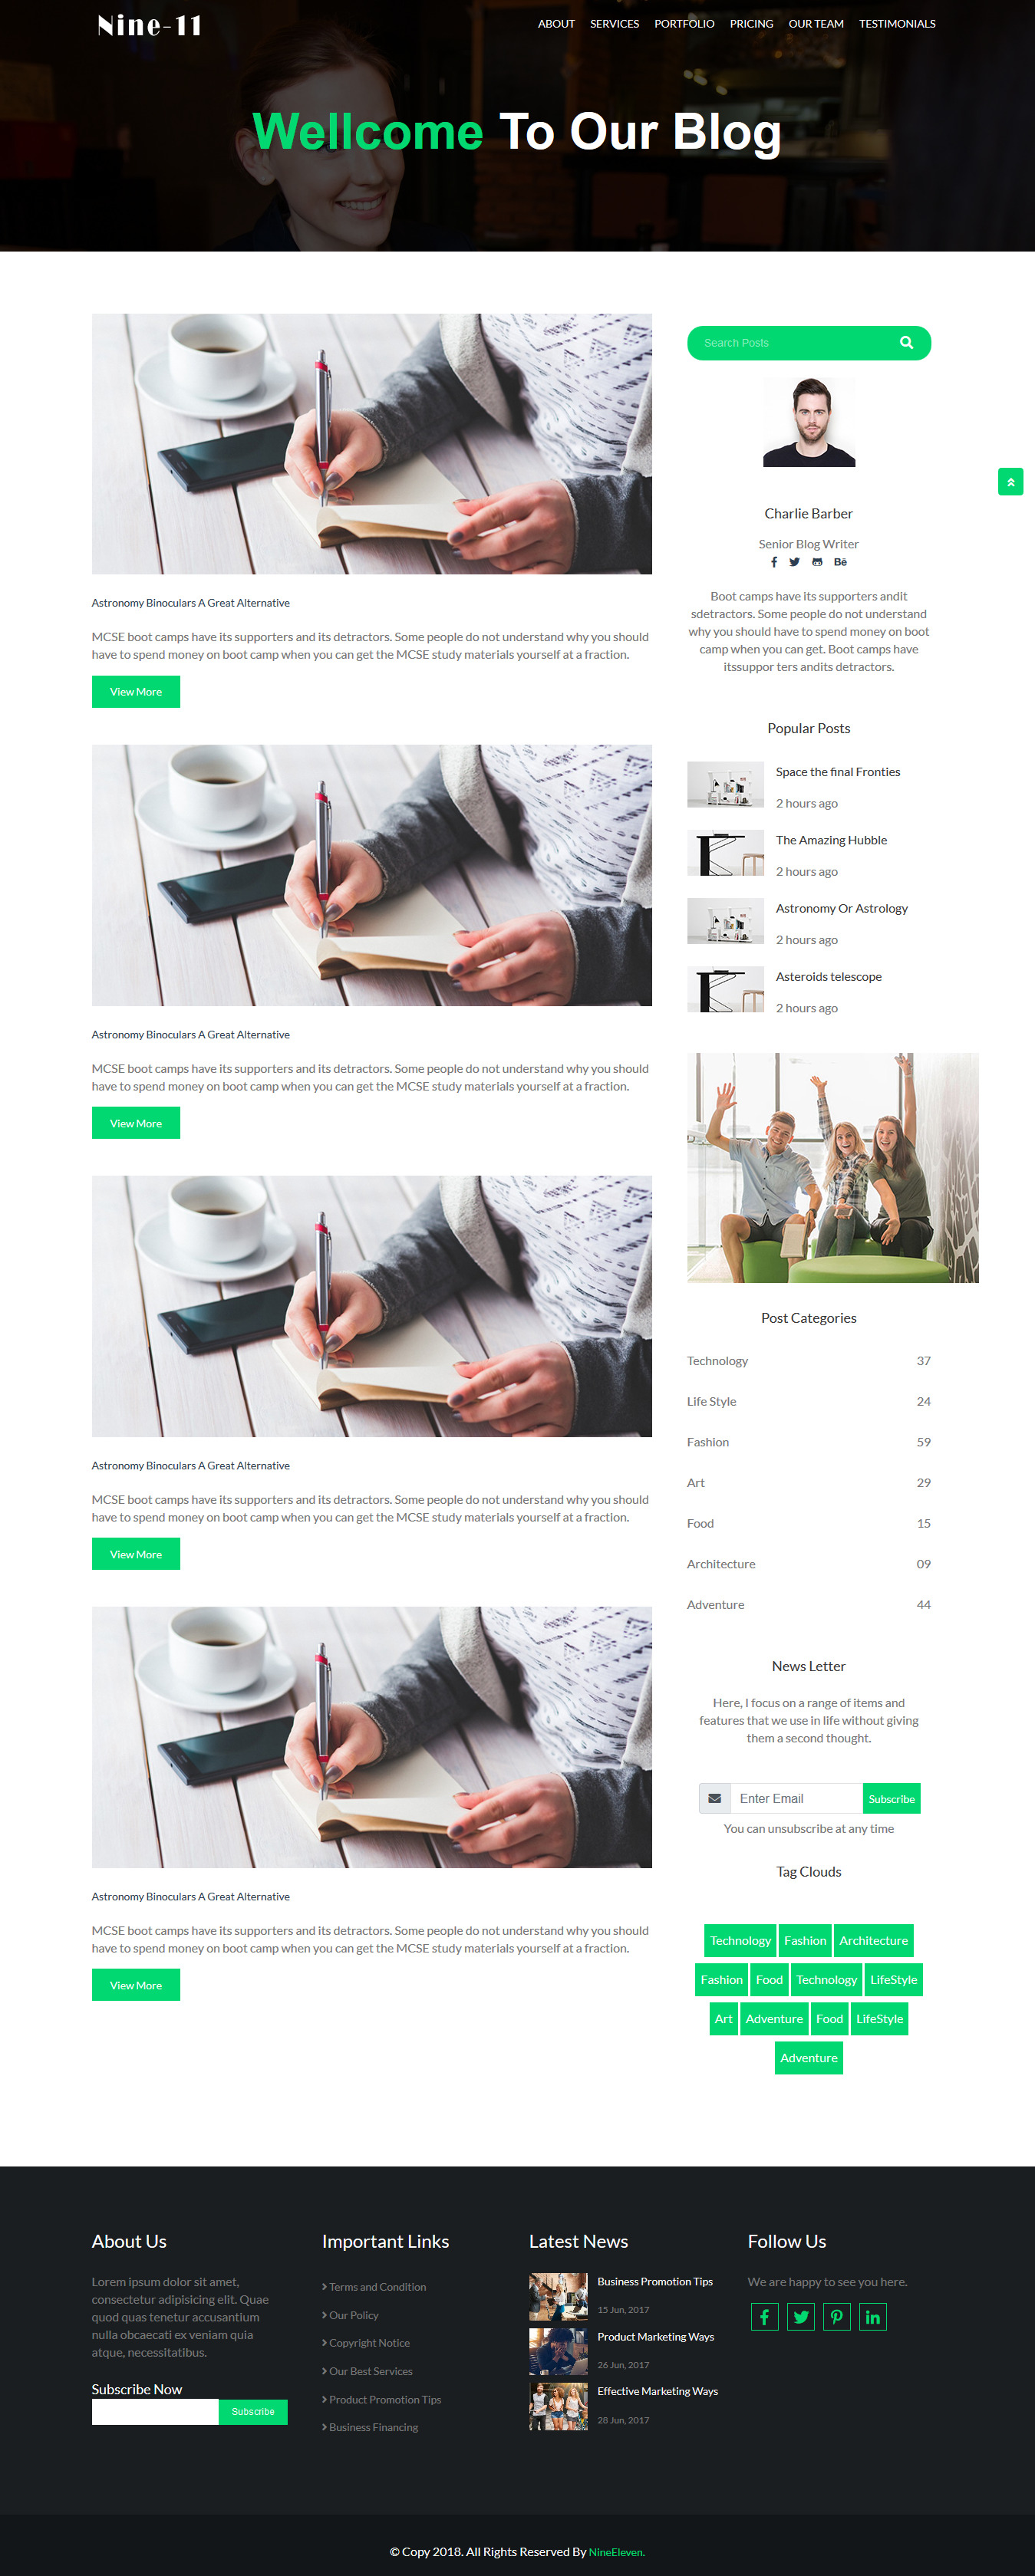 Nine-11
ABOUT SERVICES PORTFOLIO PRICING OUR TEAM TESTIMONIALS
Wellcome To Our Blog
Astronomy Binoculars A Great Alternative
MCSE boot camps have its supporters and its detractors. Some people do not understand why you should
have to spend money on boot camp when you can get the MCSE study materials yourself at a fraction.
View More
Astronomy Binoculars A Great Alternative
MCSE boot camps have its supporters and its detractors. Some people do not understand why you should
have to spend money on boot camp when you can get the MCSE study materials yourself at a fraction.
View More
Astronomy Binoculars A Great Alternative
MCSE boot camps have its supporters and its detractors. Some people do not understand why you should
have to spend money on boot camp when you can get the MCSE study materials yourself at a fraction.
View More
Astronomy Binoculars A Great Alternative
MCSE boot camps have its supporters and its detractors. Some people do not understand why you should
have to spend money on boot camp when you can get the MCSE study materials yourself at a fraction.
View More
Search Posts
Charlie Barber
Senior Blog Writer
Boot camps have its supporters andit
sdetractors. Some people do not understand
why you should have to spend money on boot
camp when you can get. Boot camps have
itssuppor ters andits detractors.
Popular Posts
Space the final Fronties
2 hours ago
The Amazing Hubble
2 hours ago
Astronomy Or Astrology
2 hours ago
Asteroids telescope
2 hours ago
Post Categories
Technology 37
Life Style 24
Fashion 59
Art 29
Food 15
Architecture 09
Adventure 44
News Letter
Here, I focus on a range of items and
features that we use in life without giving
them a second thought.
Enter Email Subscribe
You can unsubscribe at any time
Tag Clouds
Technology Fashion Architecture
Fashion Food Technology LifeStyle
Art Adventure Food LifeStyle
Adventure
About Us
Lorem ipsum dolor sit amet,
consectetur adipisicing elit. Quae
quod quas tenetur accusantium
nulla obcaecati ex veniam quia
atque, necessitatibus.
Subscribe Now
Subscribe
Important Links
Terms and Condition
Our Policy
Copyright Notice
Our Best Services
Product Promotion Tips
Business Financing
Latest News
Business Promotion Tips
15 Jun, 2017
Product Marketing Ways
26 Jun, 2017
Effective Marketing Ways
28 Jun, 2017
Follow Us
We are happy to see you here.
© Copy 2018. All Rights Reserved By NineEleven.